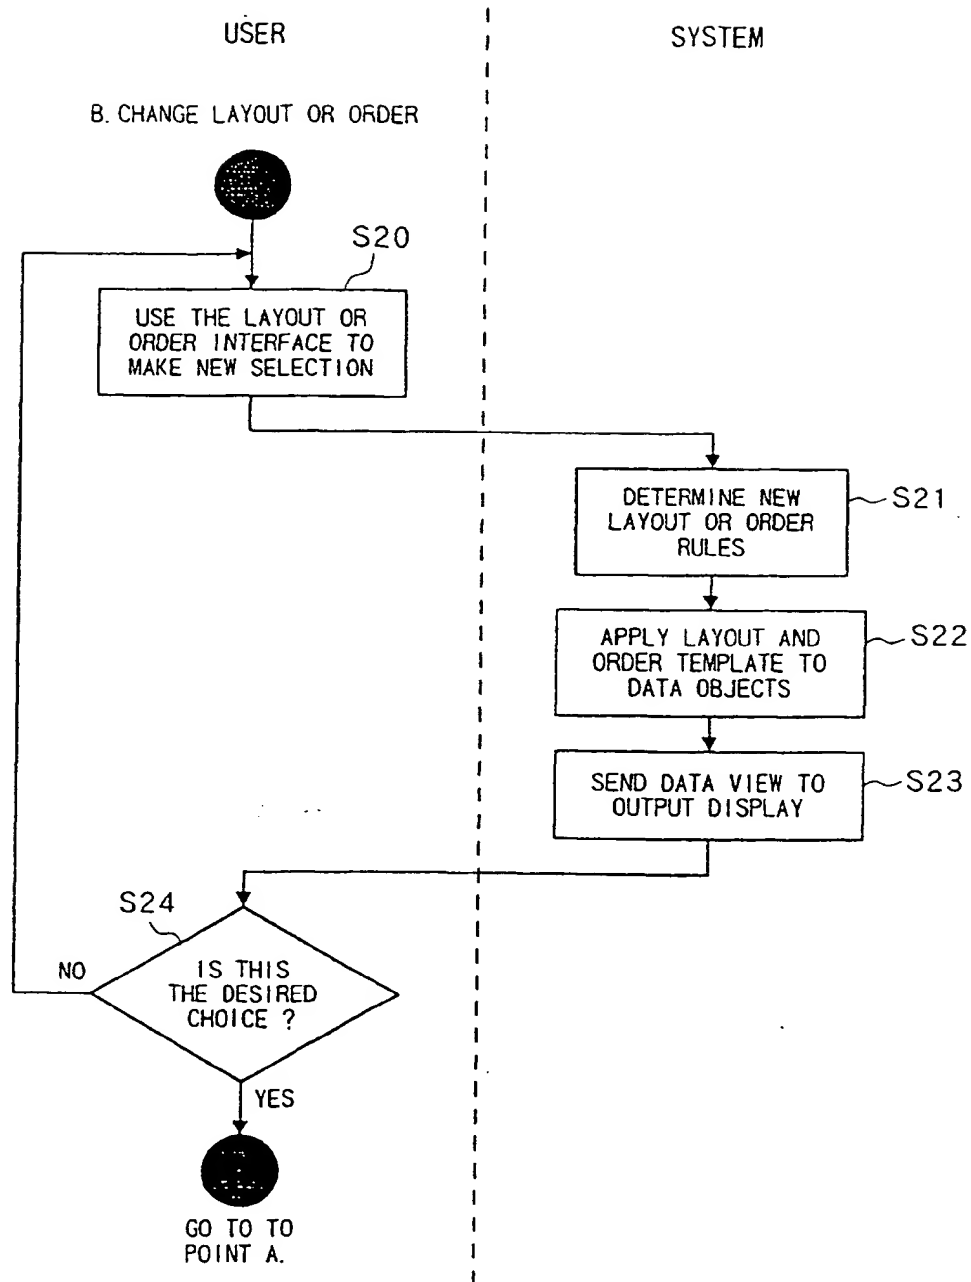 USER
SYSTEM
B. CHANGE LAYOUT OR ORDER
S20
USE THE LAYOUT OR
ORDER INTERFACE TO
MAKE NEW SELECTION
DETERMINE NEW
LAYOUT OR ORDER
RULES
S21
APPLY LAYOUT AND
ORDER TEMPLATE TO
DATA OBJECTS
S22
SEND DATA VIEW TO
OUTPUT DISPLAY
S23
S24
NO
IS THIS
THE DESIRED
CHOICE ?
YES
GO TO TO
POINT A.